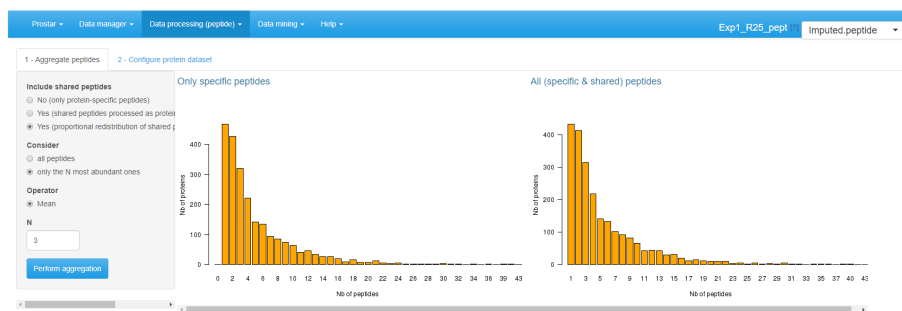 Prostar Data manager Data processing (peptide) Data mining Help Exp1_R25_pept [?] Imputed.peptide
1 - Aggregate peptides 2 - Configure protein dataset
Include shared peptides
No (only protein-specific peptides)
Yes (shared peptides processed as protei
Yes (proportional redistribution of shared p
Consider
all peptides
only the N most abundant ones
Operator
Mean
N
3
Perform aggregation
Only specific peptides
Nb of proteins
400
300
200
100
0
0 2 4 6 8 10 12 14 16 18 20 22 24 26 28 30 32 34 36 39 43
Nb of peptides
All (specific & shared) peptides
Nb of proteins
400
300
200
100
0
1 3 5 7 9 11 13 15 17 19 21 23 25 27 29 31 33 35 37 40 43
Nb of peptides